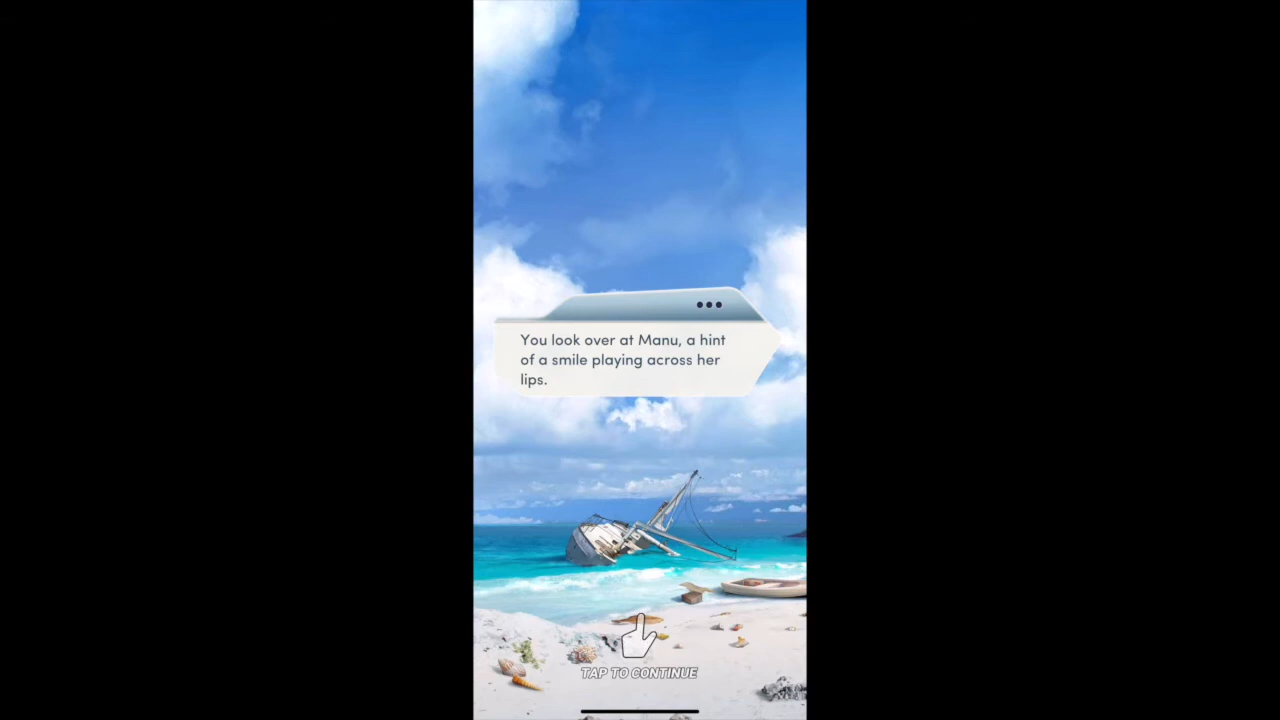 You look over at Manu, a hint
of a smile playing across her
lips.
TAP TO CONTINUE